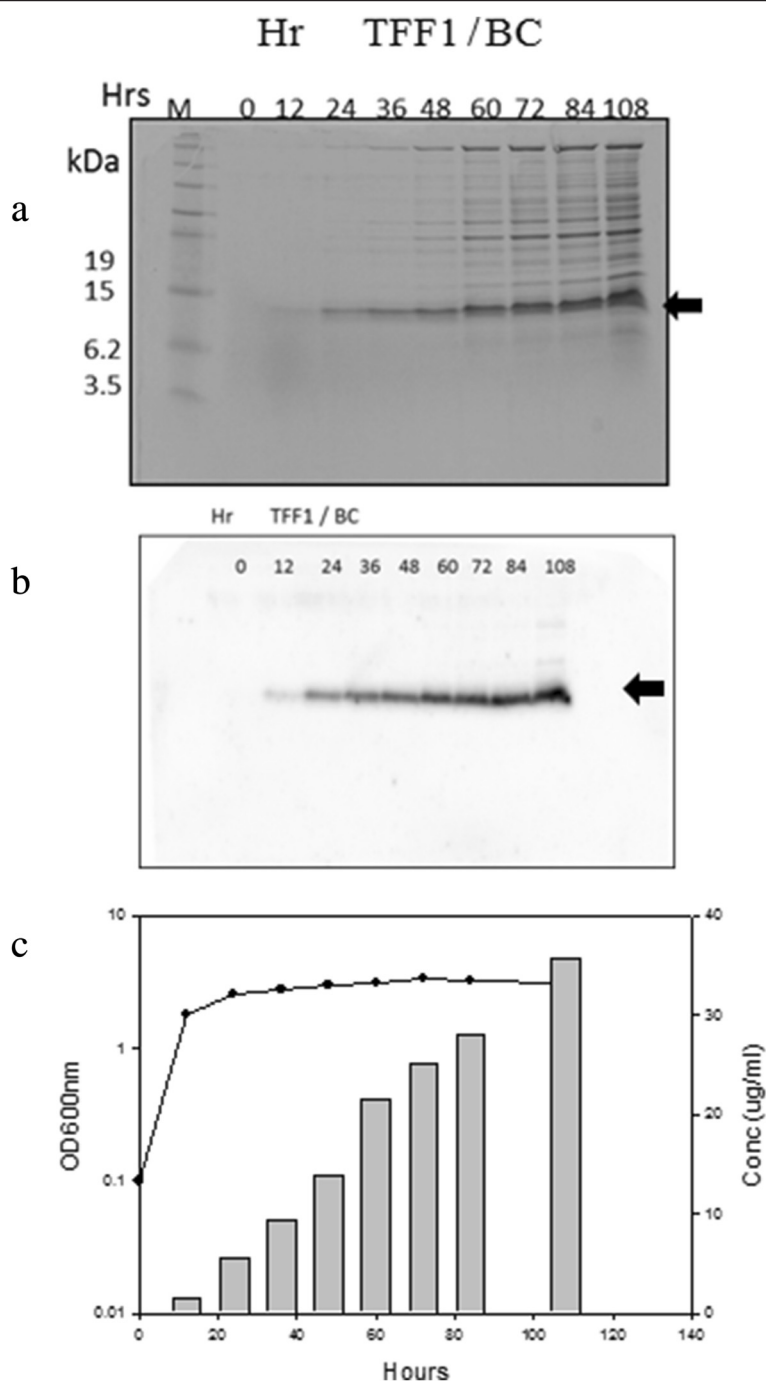 Hr TFF1 / BC
Hrs M 0 12 24 36 48 60 72 84 108
kDa
a
19
15
6.2
3.5
Hr TFF1 / BC
0 12 24 36 48 60 72 84 108
b
c
10 40
30
1
20
0.1
10
0.01 0
OD600nm
Conc (ug/ml)
0 20 40 60 80 100 120 140
Hours